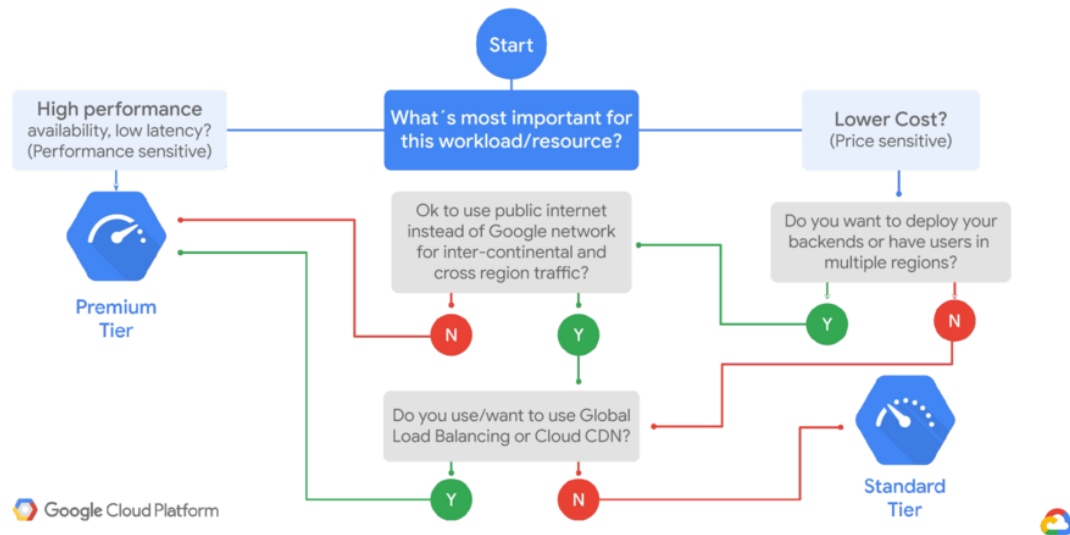 Start
High performance
availability, low latency?
(Performance sensitive)
What´s most important for
this workload/resource?
Lower Cost?
(Price sensitive)
Ok to use public internet
instead of Google network
for inter-continental and
cross region traffic?
Do you want to deploy your
backends or have users in
multiple regions?
Premium
Tier
N
Y
Y
N
Do you use/want to use Global
Load Balancing or Cloud CDN?
Y
N
Standard
Tier
Google Cloud Platform